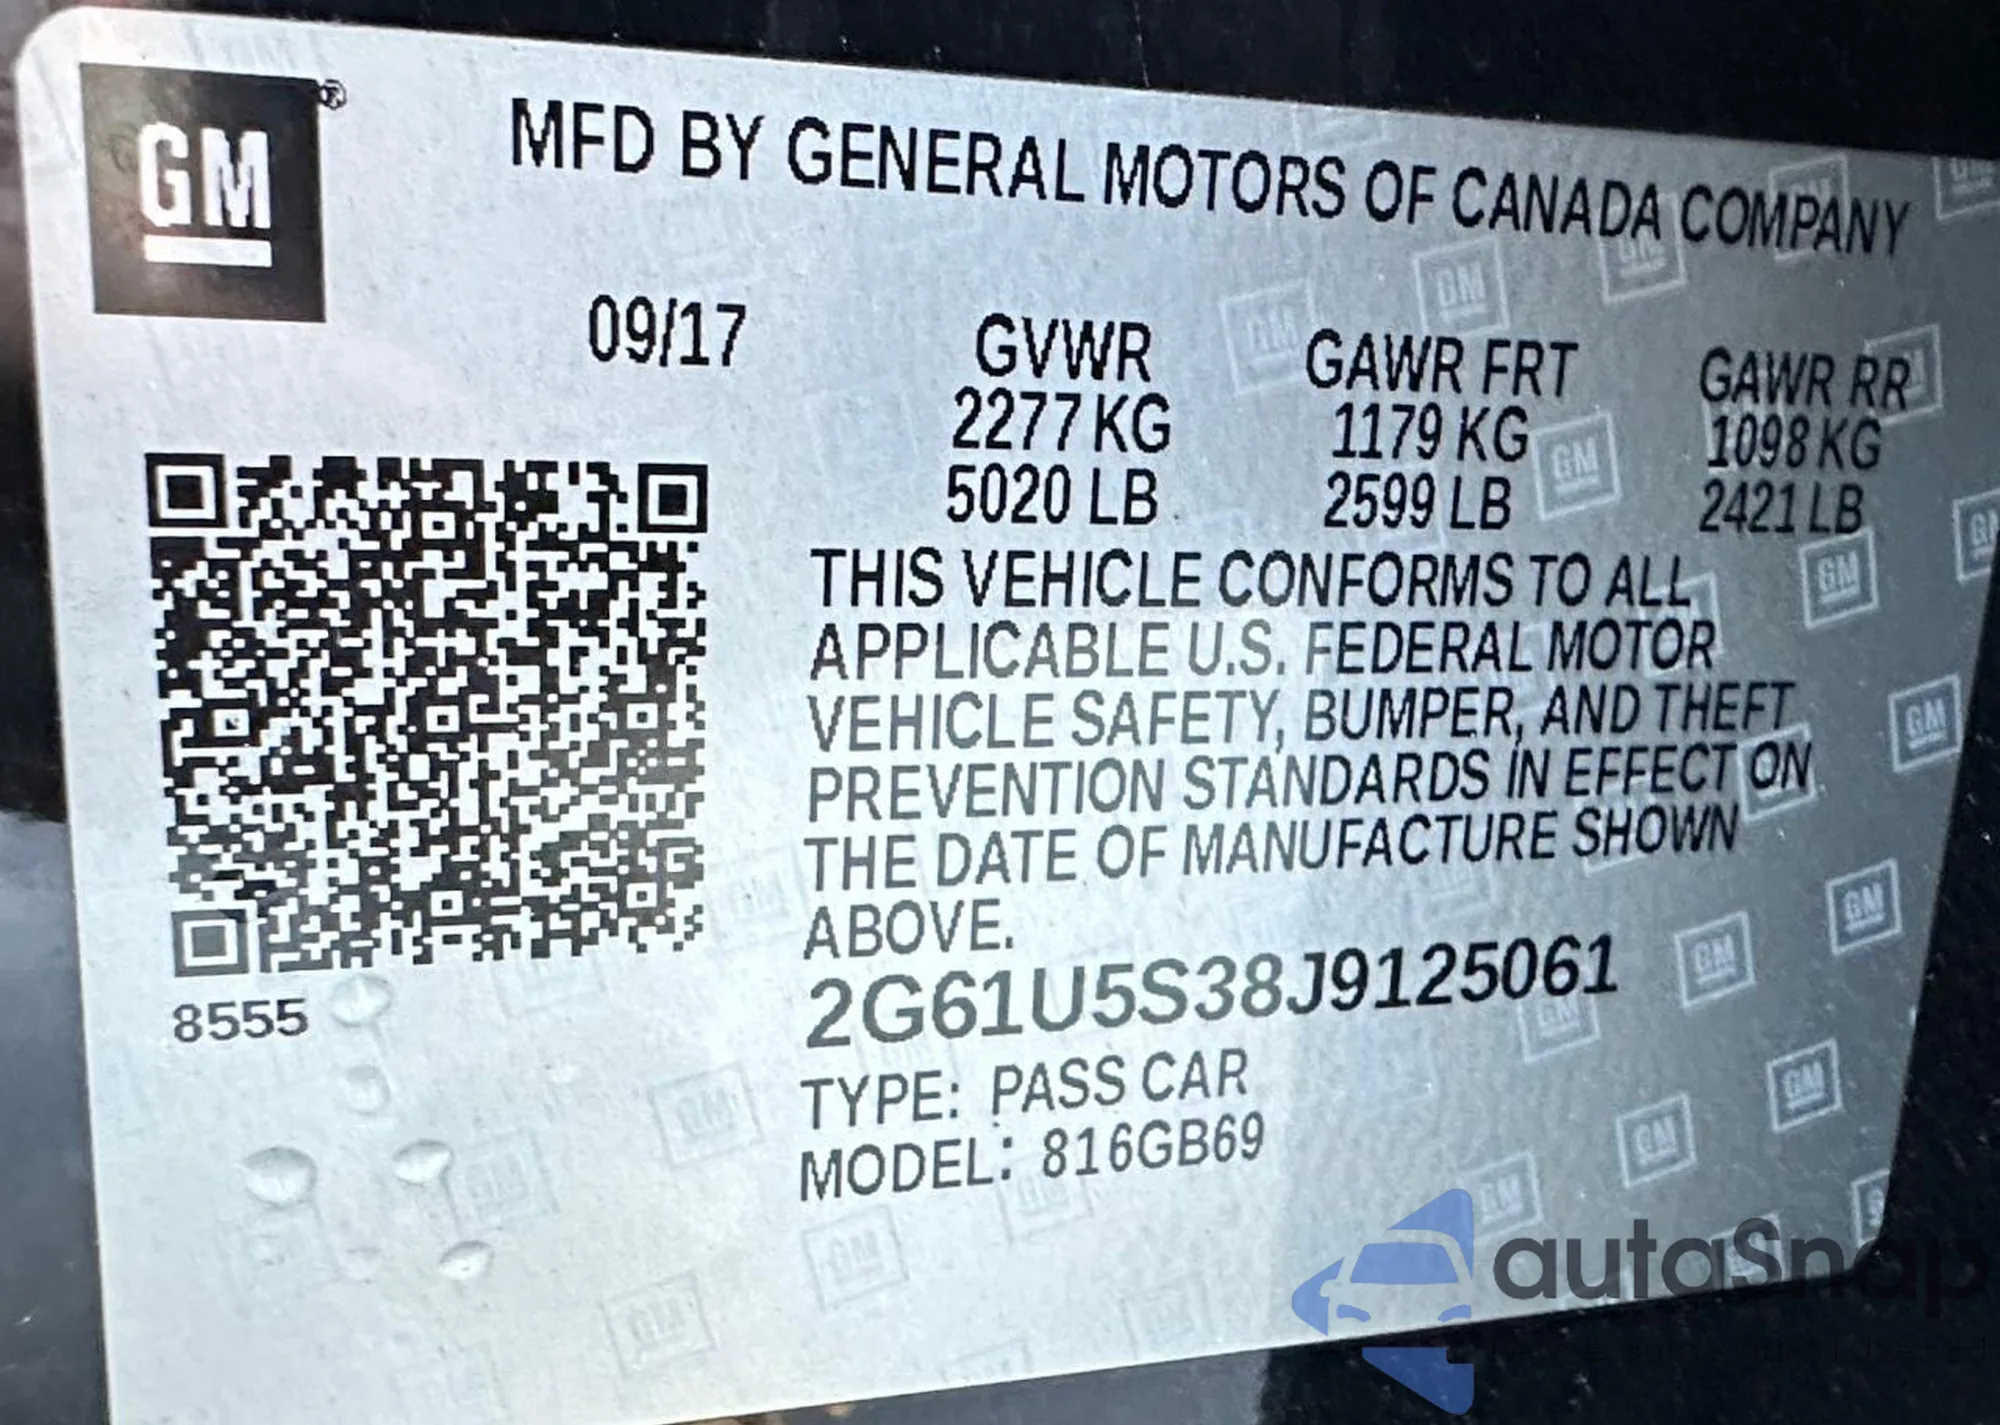 GM®
MFD BY GENERAL MOTORS OF CANADA COMPANY
09/17
GVWR GAWR FRT GAWR RR
2277 KG 1179 KG 1098 KG
5020 LB 2599 LB 2421 LB
THIS VEHICLE CONFORMS TO ALL
APPLICABLE U.S. FEDERAL MOTOR
VEHICLE SAFETY, BUMPER, AND THEFT
PREVENTION STANDARDS IN EFFECT ON
THE DATE OF MANUFACTURE SHOWN
ABOVE.
8555
2G61U5S38J9125061
TYPE: PASS CAR
MODEL: 816GB69
autaSnap